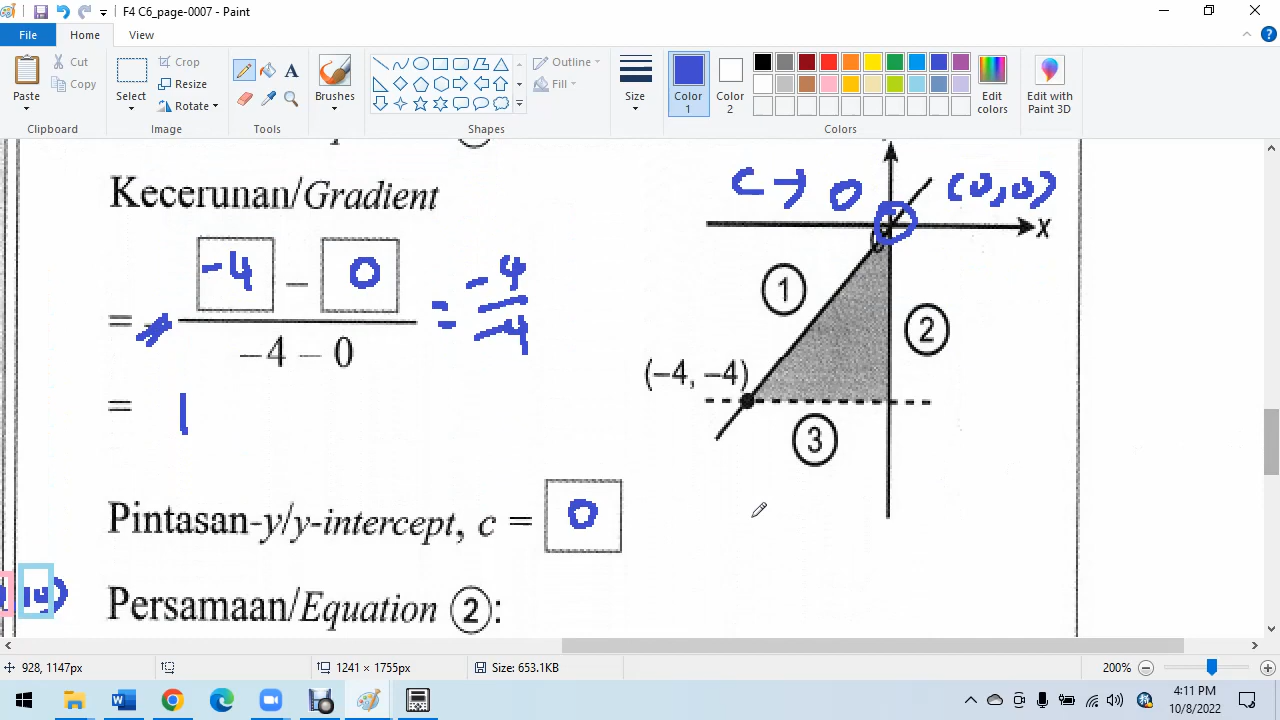 F4 C6_page-0007 - Paint
File Home View
Paste Cut Copy Clipboard
Select Crop Resize Rotate Image
Tools
Brushes
Outline Fill Shapes
Size
Color 1 Color 2 Edit colors Colors
Edit with Paint 3D
Kecerunan/Gradient
= -4 – 0 = -4
–4 – 0 -4
= 1
Pintasan-y/y-intercept, c = 0
Persamaan/Equation 2:
14)
c → 0 (0,0)
x
1
2
(–4, –4)
3
928, 1147px 1241 × 1755px Size: 653.1KB 200%
4:11 PM
10/8/2022